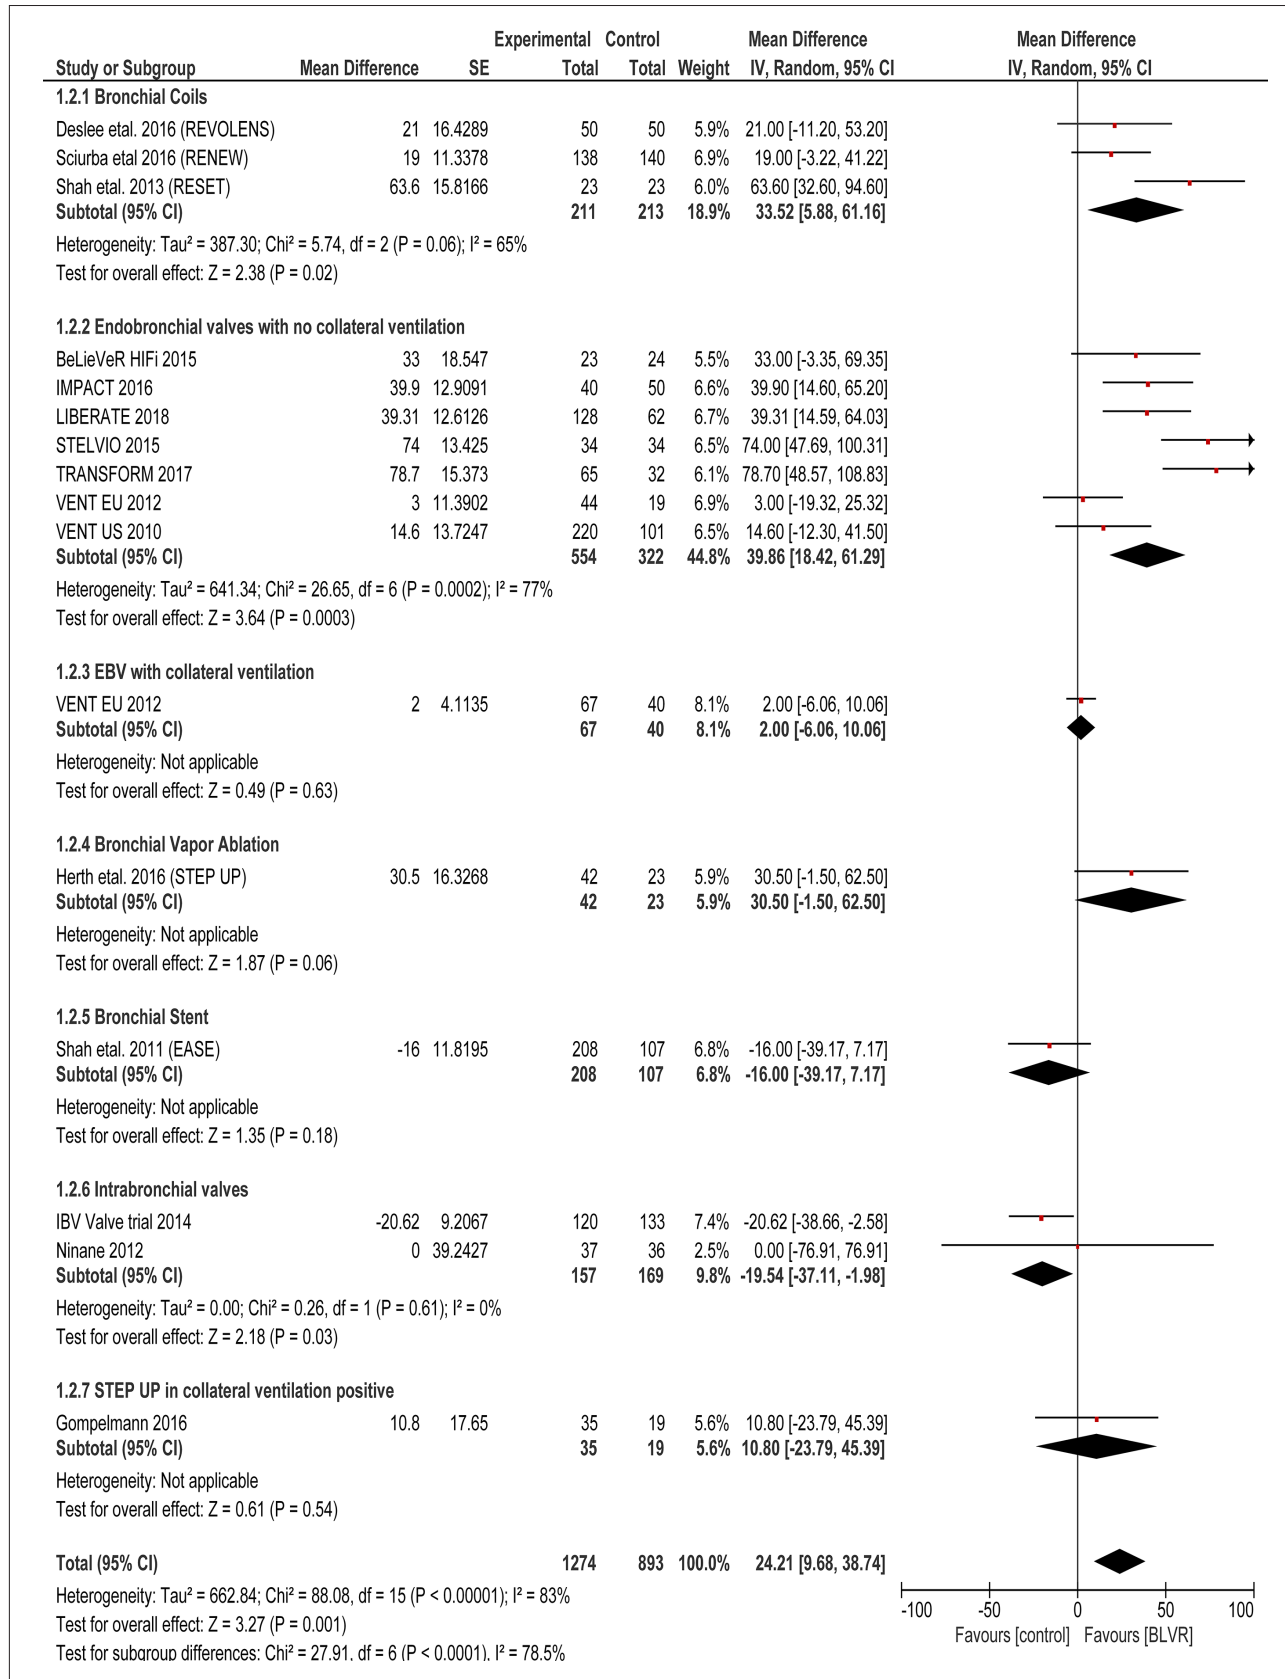 Experimental Control Mean Difference Mean Difference
Study or Subgroup Mean Difference SE Total Total Weight IV, Random, 95% CI IV, Random, 95% CI
1.2.1 Bronchial Coils
Deslee etal. 2016 (REVOLENS) 21 16.4289 50 50 5.9% 21.00 [-11.20, 53.20]
Sciurba etal 2016 (RENEW) 19 11.3378 138 140 6.9% 19.00 [-3.22, 41.22]
Shah etal. 2013 (RESET) 63.6 15.8166 23 23 6.0% 63.60 [32.60, 94.60]
Subtotal (95% CI) 211 213 18.9% 33.52 [5.88, 61.16]
Heterogeneity: Tau² = 387.30; Chi² = 5.74, df = 2 (P = 0.06); I² = 65%
Test for overall effect: Z = 2.38 (P = 0.02)
1.2.2 Endobronchial valves with no collateral ventilation
BeLieVeR HIFi 2015 33 18.547 23 24 5.5% 33.00 [-3.35, 69.35]
IMPACT 2016 39.9 12.9091 40 50 6.6% 39.90 [14.60, 65.20]
LIBERATE 2018 39.31 12.6126 128 62 6.7% 39.31 [14.59, 64.03]
STELVIO 2015 74 13.425 34 34 6.5% 74.00 [47.69, 100.31]
TRANSFORM 2017 78.7 15.373 65 32 6.1% 78.70 [48.57, 108.83]
VENT EU 2012 3 11.3902 44 19 6.9% 3.00 [-19.32, 25.32]
VENT US 2010 14.6 13.7247 220 101 6.5% 14.60 [-12.30, 41.50]
Subtotal (95% CI) 554 322 44.8% 39.86 [18.42, 61.29]
Heterogeneity: Tau² = 641.34; Chi² = 26.65, df = 6 (P = 0.0002); I² = 77%
Test for overall effect: Z = 3.64 (P = 0.0003)
1.2.3 EBV with collateral ventilation
VENT EU 2012 2 4.1135 67 40 8.1% 2.00 [-6.06, 10.06]
Subtotal (95% CI) 67 40 8.1% 2.00 [-6.06, 10.06]
Heterogeneity: Not applicable
Test for overall effect: Z = 0.49 (P = 0.63)
1.2.4 Bronchial Vapor Ablation
Herth etal. 2016 (STEP UP) 30.5 16.3268 42 23 5.9% 30.50 [-1.50, 62.50]
Subtotal (95% CI) 42 23 5.9% 30.50 [-1.50, 62.50]
Heterogeneity: Not applicable
Test for overall effect: Z = 1.87 (P = 0.06)
1.2.5 Bronchial Stent
Shah etal. 2011 (EASE) -16 11.8195 208 107 6.8% -16.00 [-39.17, 7.17]
Subtotal (95% CI) 208 107 6.8% -16.00 [-39.17, 7.17]
Heterogeneity: Not applicable
Test for overall effect: Z = 1.35 (P = 0.18)
1.2.6 Intrabronchial valves
IBV Valve trial 2014 -20.62 9.2067 120 133 7.4% -20.62 [-38.66, -2.58]
Ninane 2012 0 39.2427 37 36 2.5% 0.00 [-76.91, 76.91]
Subtotal (95% CI) 157 169 9.8% -19.54 [-37.11, -1.98]
Heterogeneity: Tau² = 0.00; Chi² = 0.26, df = 1 (P = 0.61); I² = 0%
Test for overall effect: Z = 2.18 (P = 0.03)
1.2.7 STEP UP in collateral ventilation positive
Gompelmann 2016 10.8 17.65 35 19 5.6% 10.80 [-23.79, 45.39]
Subtotal (95% CI) 35 19 5.6% 10.80 [-23.79, 45.39]
Heterogeneity: Not applicable
Test for overall effect: Z = 0.61 (P = 0.54)
Total (95% CI) 1274 893 100.0% 24.21 [9.68, 38.74]
Heterogeneity: Tau² = 662.84; Chi² = 88.08, df = 15 (P < 0.00001); I² = 83%
Test for overall effect: Z = 3.27 (P = 0.001)
Test for subgroup differences: Chi² = 27.91, df = 6 (P < 0.0001), I² = 78.5%
-100 -50 0 50 100
Favours [control] Favours [BLVR]